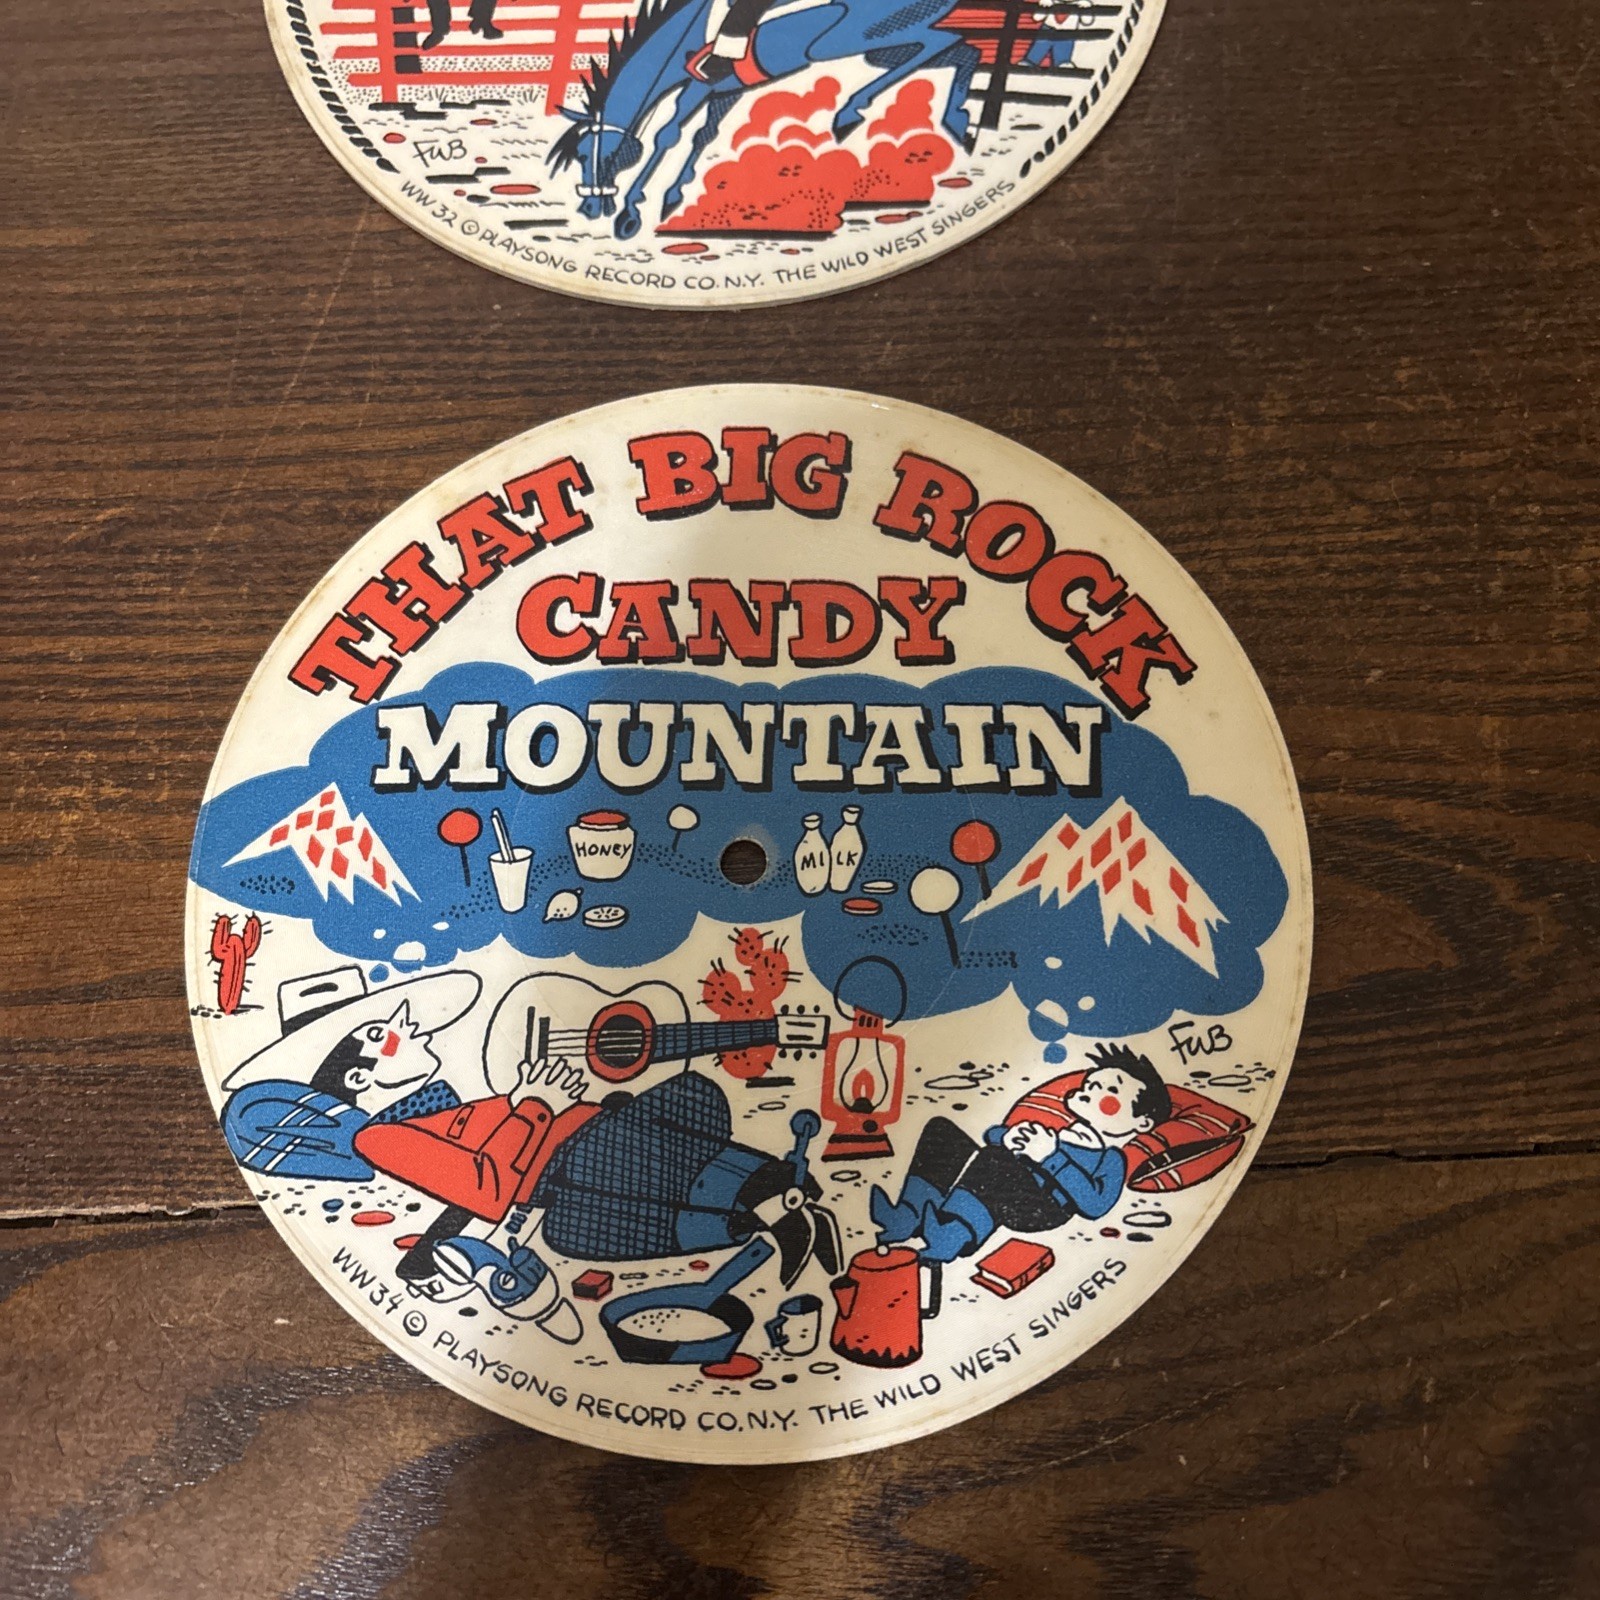 FWB
WW 32 © PLAYSONG RECORD CO. N.Y. THE WILD WEST SINGERS
THAT BIG ROCK
CANDY
MOUNTAIN
HONEY
MILK
FWB
WW34 © PLAYSONG RECORD CO. N.Y. THE WILD WEST SINGERS